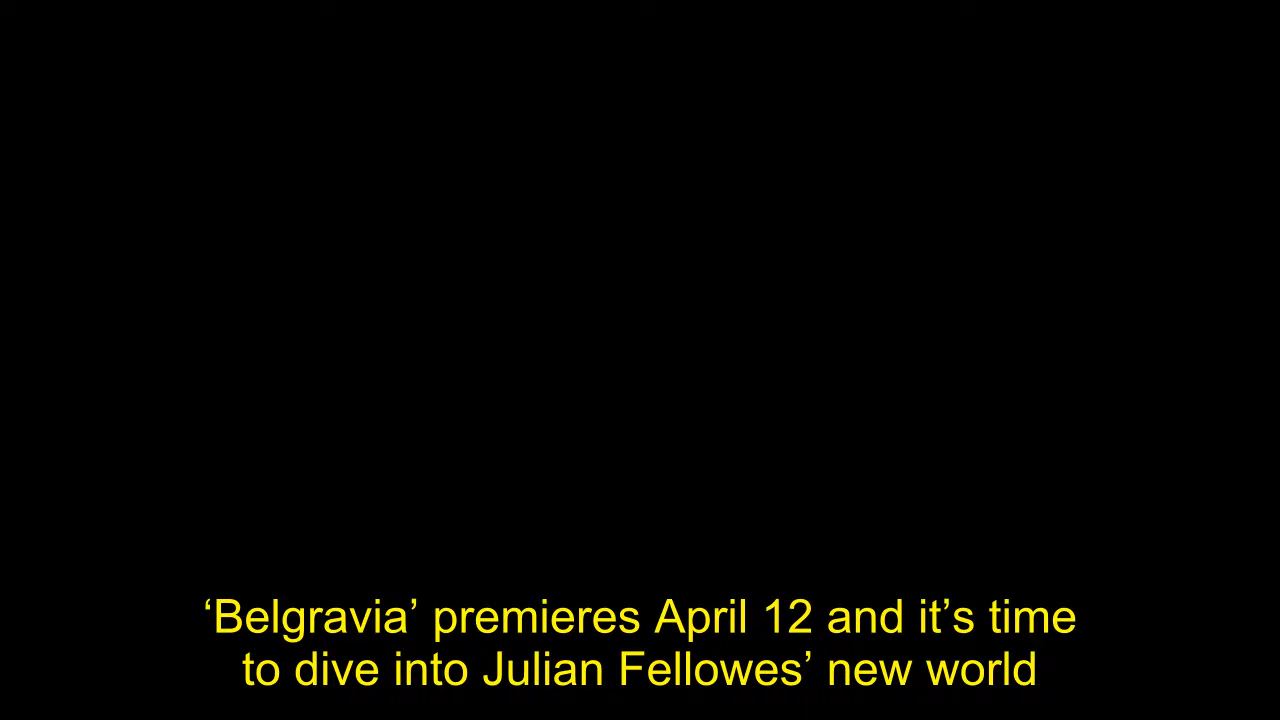 ‘Belgravia’ premieres April 12 and it’s time
to dive into Julian Fellowes’ new world